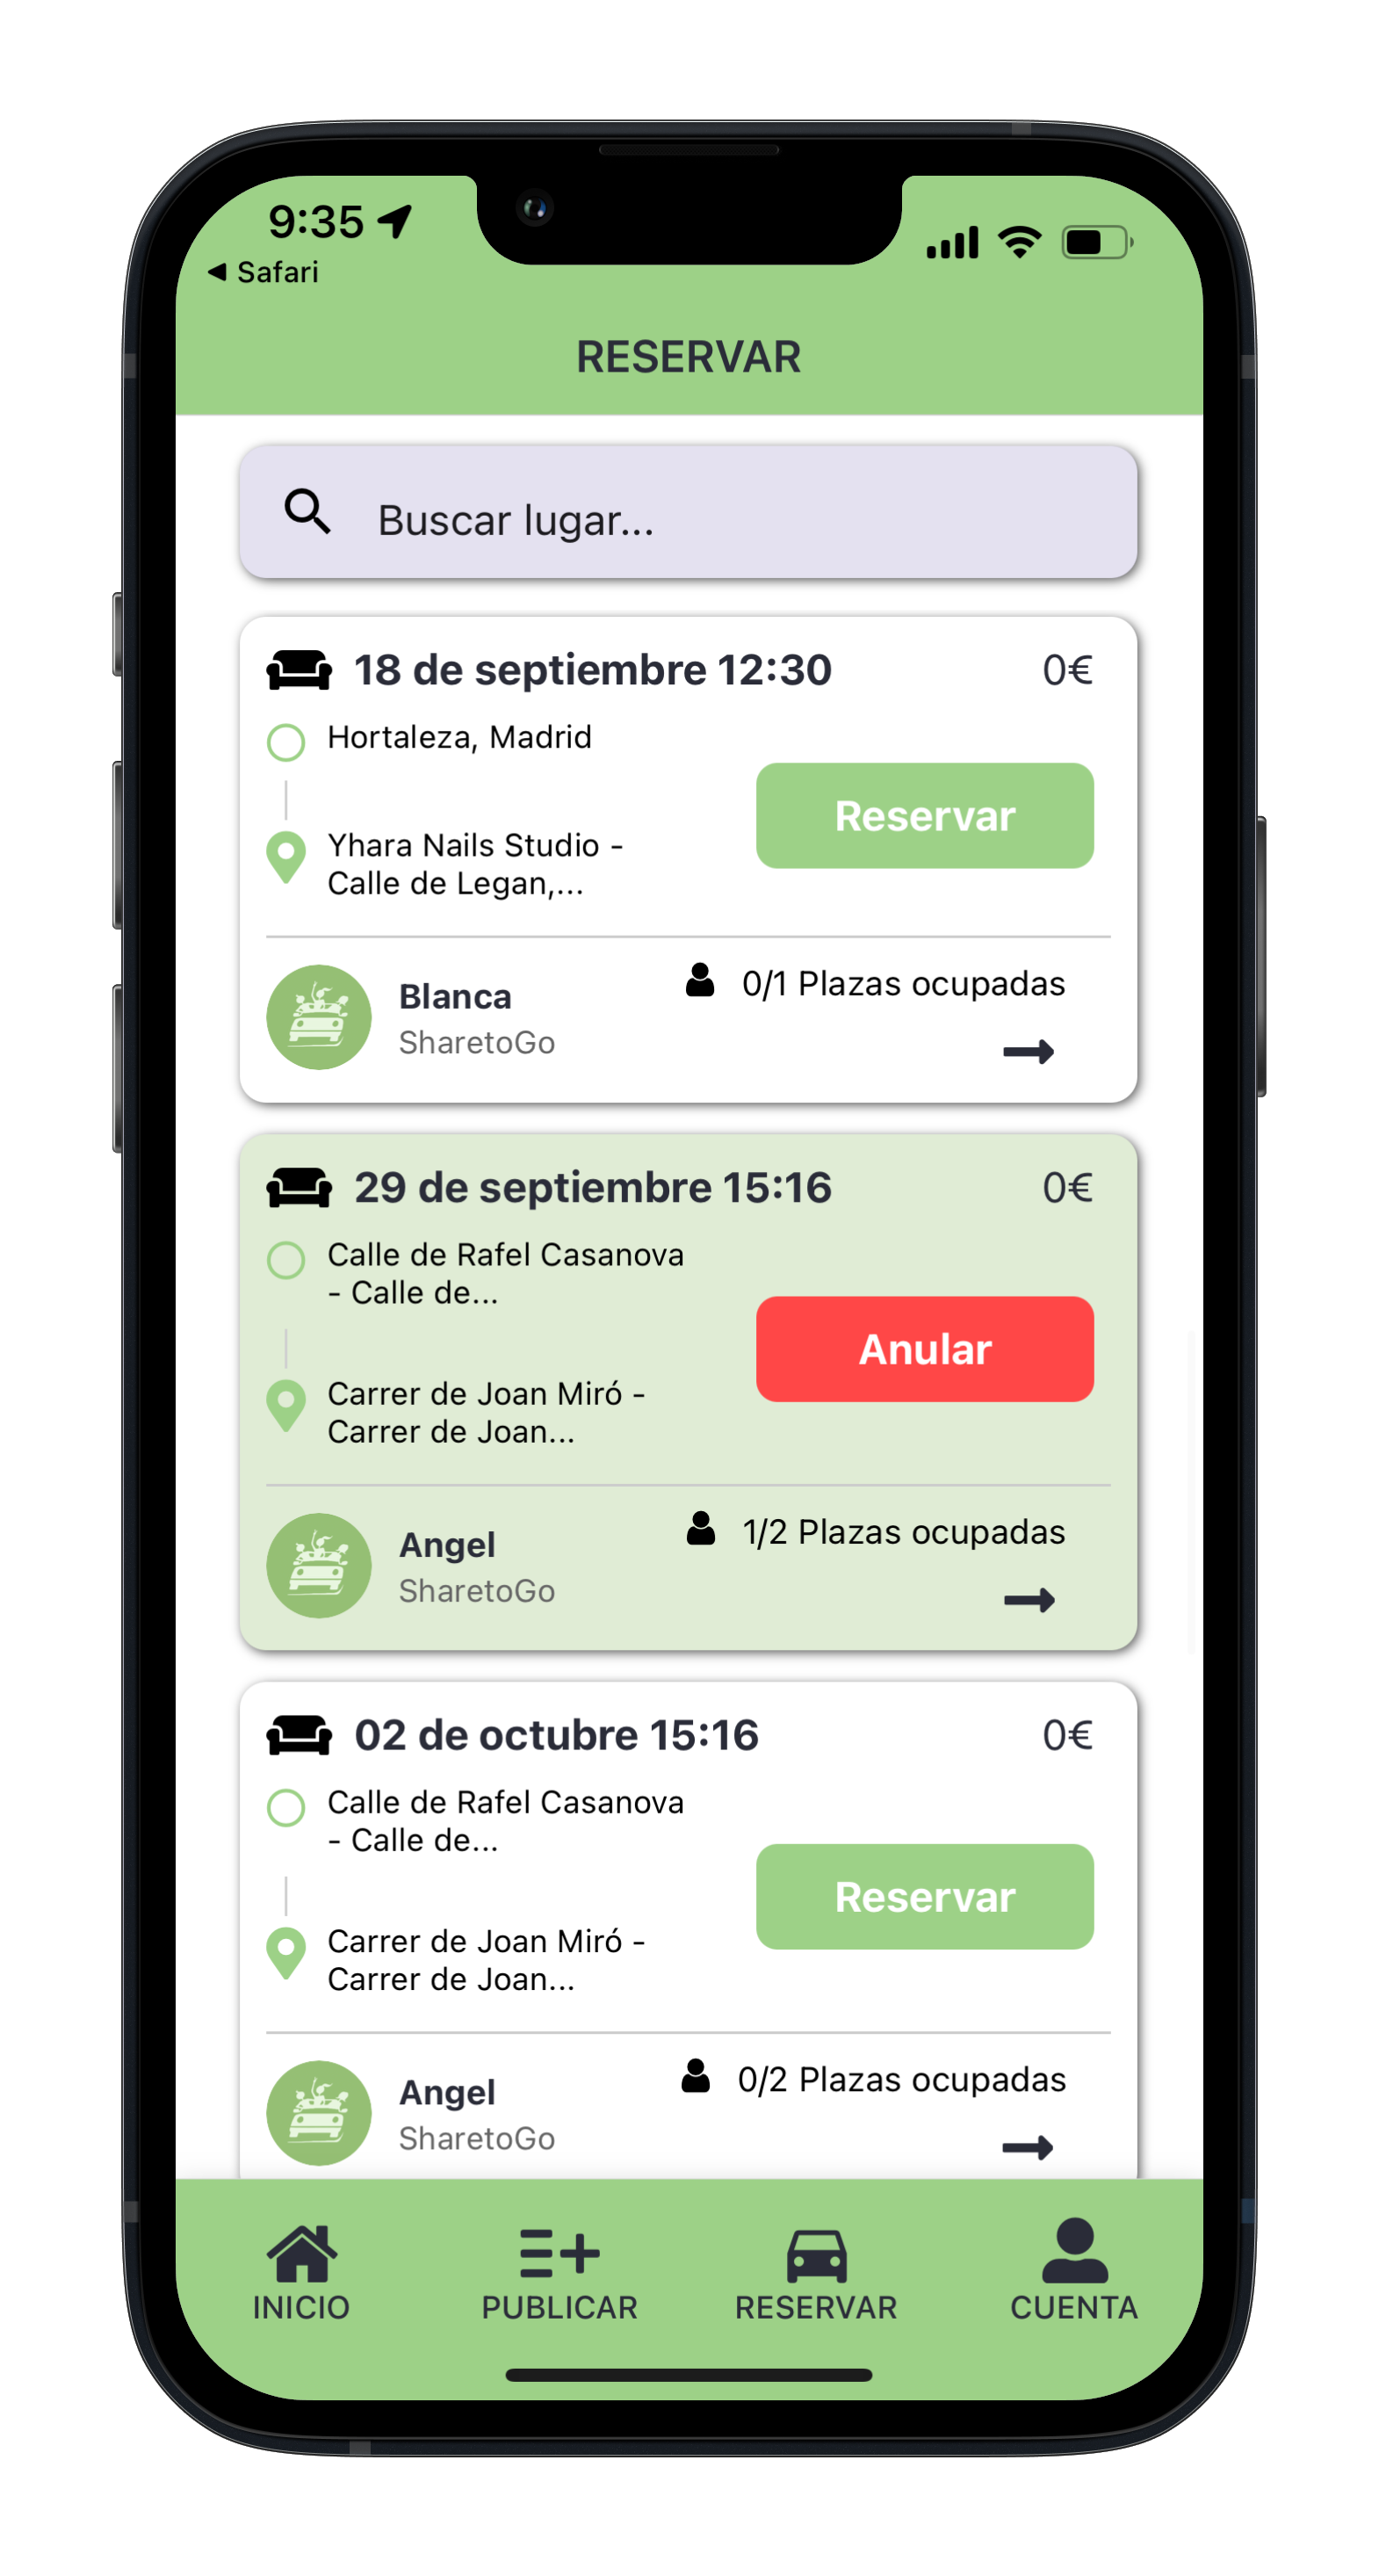 9:35
Safari
RESERVAR
Buscar lugar...
18 de septiembre 12:30 0€
Hortaleza, Madrid
Reservar
Yhara Nails Studio -
Calle de Legan,...
Blanca
SharetoGo
0/1 Plazas ocupadas
29 de septiembre 15:16 0€
Calle de Rafel Casanova
- Calle de...
Anular
Carrer de Joan Miró -
Carrer de Joan...
Angel
SharetoGo
1/2 Plazas ocupadas
02 de octubre 15:16 0€
Calle de Rafel Casanova
- Calle de...
Reservar
Carrer de Joan Miró -
Carrer de Joan...
Angel
SharetoGo
0/2 Plazas ocupadas
INICIO PUBLICAR RESERVAR CUENTA